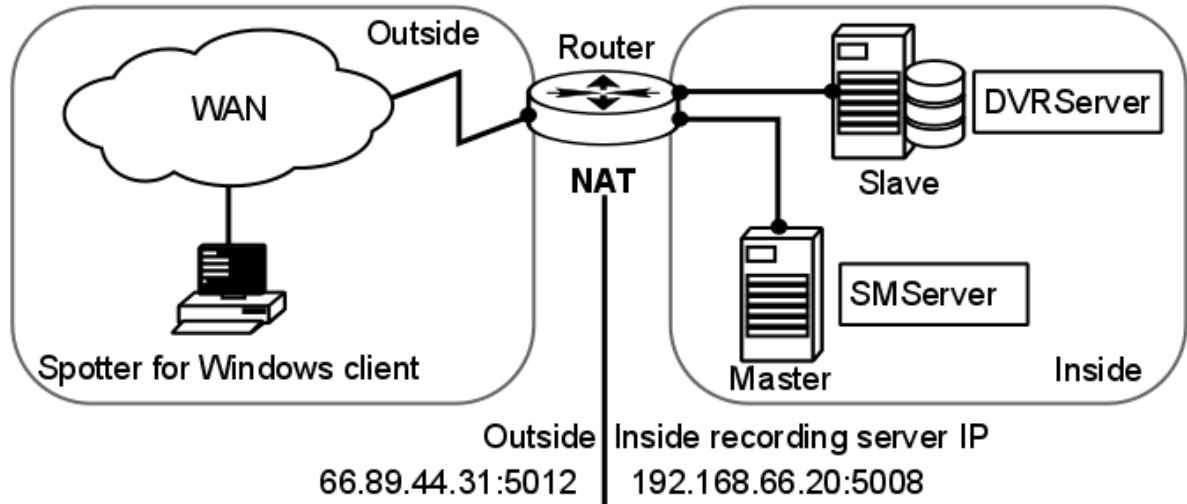 Outside
Router
WAN
DVRServer
NAT
Slave
SMServer
Spotter for Windows client
Master
Inside
Outside Inside recording server IP
66.89.44.31:5012 192.168.66.20:5008